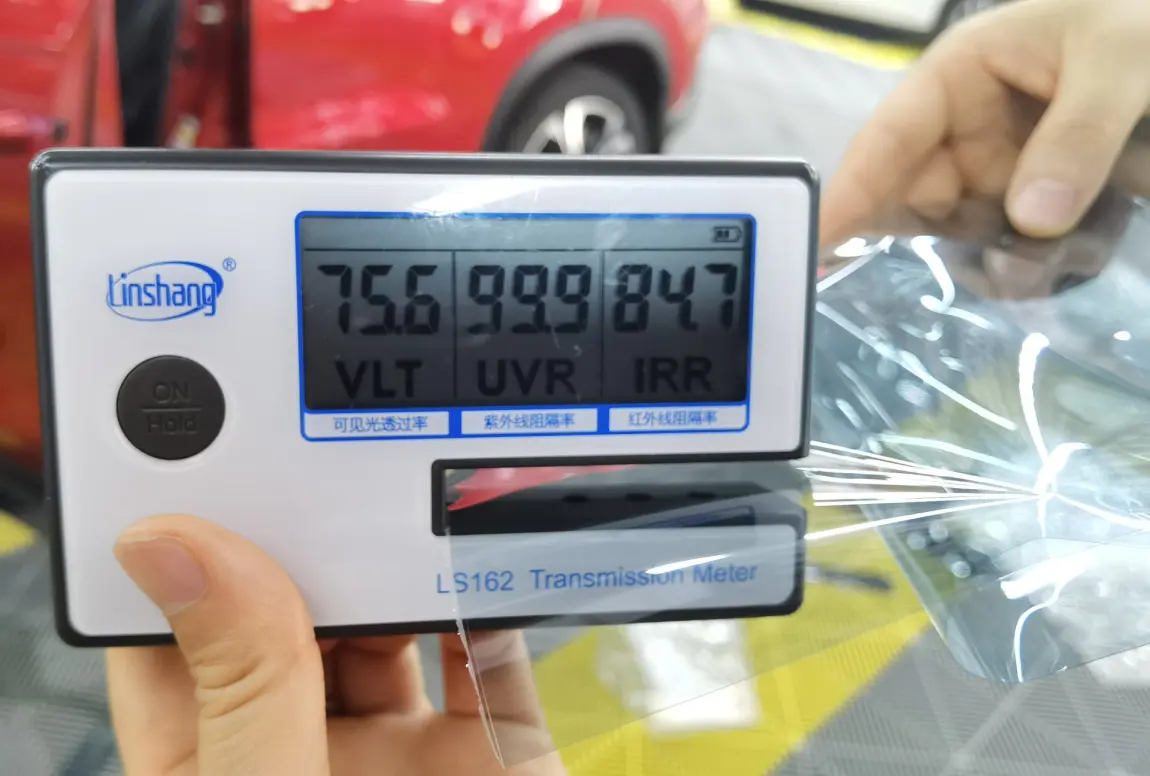 Linshang®
ON
Hold
75.6 99.9 84.7
VLT UVR IRR
可见光透过率 紫外线阻隔率 红外线阻隔率
LS162 Transmission Meter